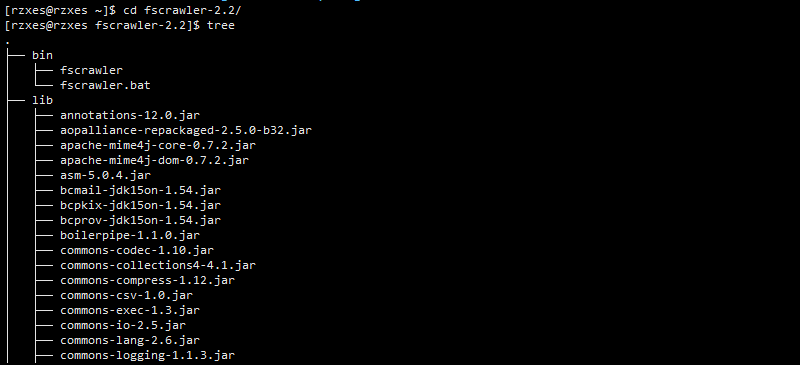 [rzxes@rzxes ~]$ cd fscrawler-2.2/
[rzxes@rzxes fscrawler-2.2]$ tree
.
├── bin
│   ├── fscrawler
│   └── fscrawler.bat
├── lib
│   ├── annotations-12.0.jar
│   ├── aopalliance-repackaged-2.5.0-b32.jar
│   ├── apache-mime4j-core-0.7.2.jar
│   ├── apache-mime4j-dom-0.7.2.jar
│   ├── asm-5.0.4.jar
│   ├── bcmail-jdk15on-1.54.jar
│   ├── bcpkix-jdk15on-1.54.jar
│   ├── bcprov-jdk15on-1.54.jar
│   ├── boilerpipe-1.1.0.jar
│   ├── commons-codec-1.10.jar
│   ├── commons-collections4-4.1.jar
│   ├── commons-compress-1.12.jar
│   ├── commons-csv-1.0.jar
│   ├── commons-exec-1.3.jar
│   ├── commons-io-2.5.jar
│   ├── commons-lang-2.6.jar
│   ├── commons-logging-1.1.3.jar